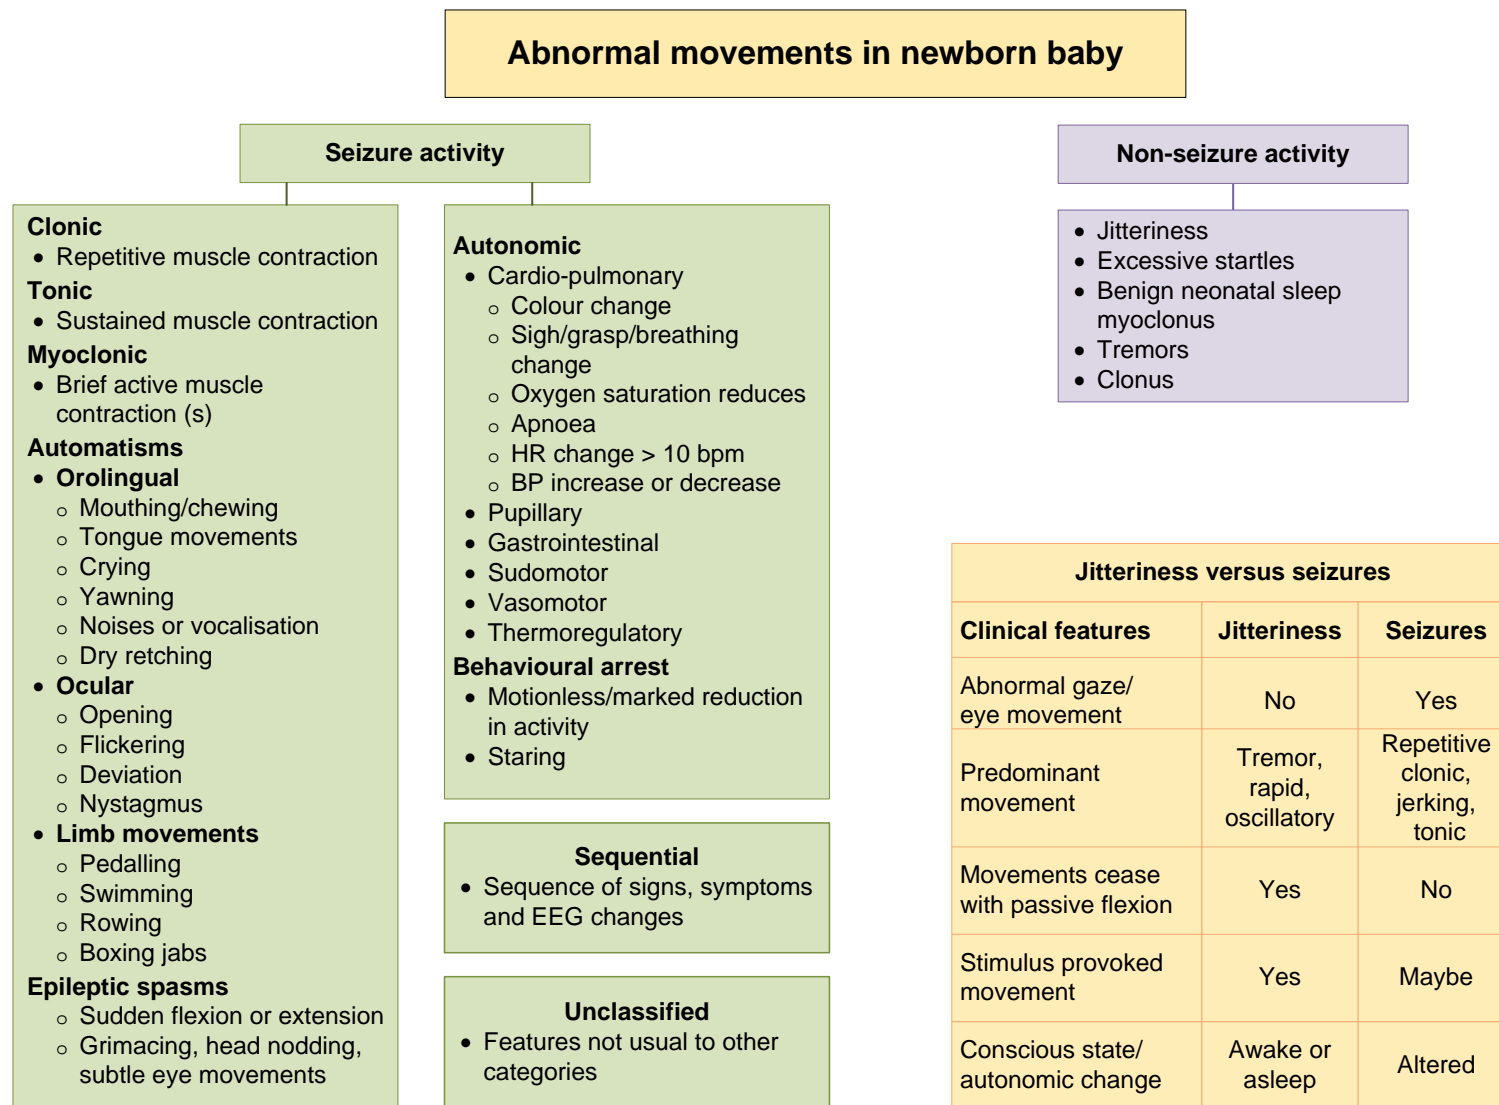 Abnormal movements in newborn baby
Seizure activity
Clonic
• Repetitive muscle contraction
Tonic
• Sustained muscle contraction
Myoclonic
• Brief active muscle
contraction (s)
Automatisms
• Orolingual
o Mouthing/chewing
o Tongue movements
o Crying
o Yawning
o Noises or vocalisation
o Dry retching
• Ocular
o Opening
o Flickering
o Deviation
o Nystagmus
• Limb movements
o Pedalling
o Swimming
o Rowing
o Boxing jabs
Epileptic spasms
o Sudden flexion or extension
o Grimacing, head nodding,
subtle eye movements
Autonomic
• Cardio-pulmonary
o Colour change
o Sigh/grasp/breathing
change
o Oxygen saturation reduces
o Apnoea
o HR change > 10 bpm
o BP increase or decrease
• Pupillary
• Gastrointestinal
• Sudomotor
• Vasomotor
• Thermoregulatory
Behavioural arrest
• Motionless/marked reduction
in activity
• Staring
Sequential
• Sequence of signs, symptoms
and EEG changes
Unclassified
• Features not usual to other
categories
Non-seizure activity
• Jitteriness
• Excessive startles
• Benign neonatal sleep
myoclonus
• Tremors
• Clonus
Jitteriness versus seizures
Clinical features
Jitteriness
Seizures
Abnormal gaze/
eye movement
No
Yes
Predominant
movement
Tremor,
rapid,
oscillatory
Repetitive
clonic,
jerking,
tonic
Movements cease
with passive flexion
Yes
No
Stimulus provoked
movement
Yes
Maybe
Conscious state/
autonomic change
Awake or
asleep
Altered